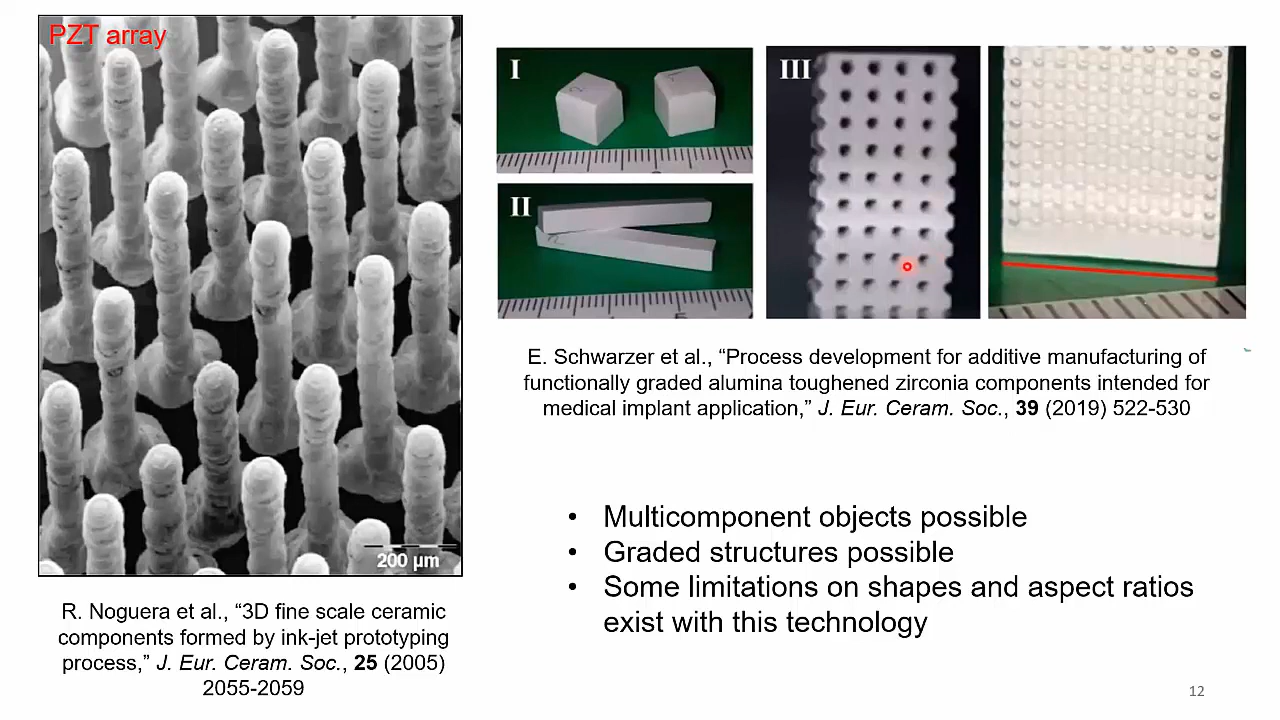 PZT array
200 µm
R. Noguera et al., “3D fine scale ceramic
components formed by ink-jet prototyping
process,” J. Eur. Ceram. Soc., 25 (2005)
2055-2059
I
II
III
E. Schwarzer et al., “Process development for additive manufacturing of
functionally graded alumina toughened zirconia components intended for
medical implant application,” J. Eur. Ceram. Soc., 39 (2019) 522-530
• Multicomponent objects possible
• Graded structures possible
• Some limitations on shapes and aspect ratios
exist with this technology
12